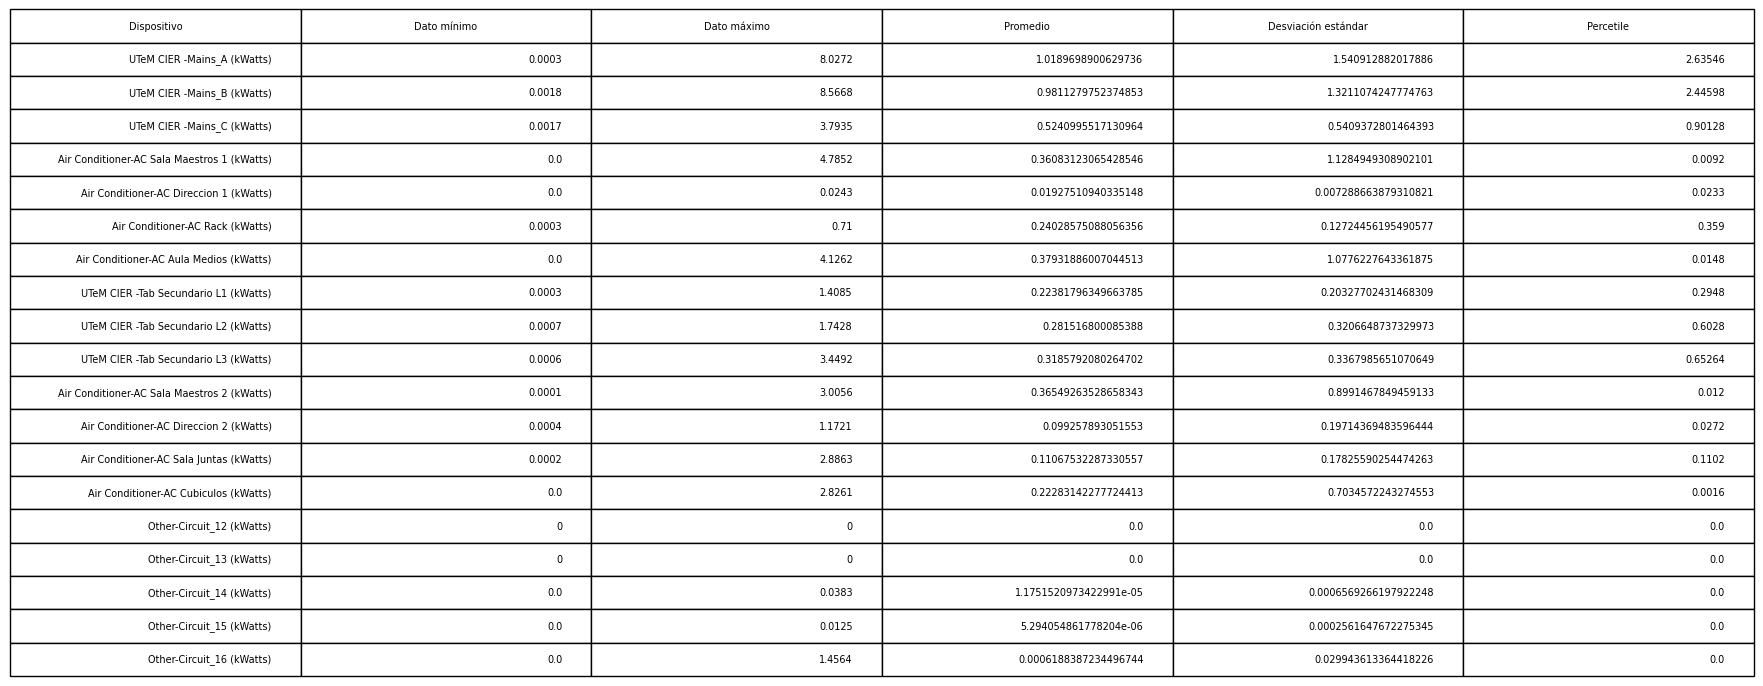 Dispositivo Dato mínimo Dato máximo Promedio Desviación estándar Percetile
UTeM CIER -Mains_A (kWatts) 0.0003 8.0272 1.0189698900629736 1.540912882017886 2.63546
UTeM CIER -Mains_B (kWatts) 0.0018 8.5668 0.9811279752374853 1.3211074247774763 2.44598
UTeM CIER -Mains_C (kWatts) 0.0017 3.7935 0.5240995517130964 0.5409372801464393 0.90128
Air Conditioner-AC Sala Maestros 1 (kWatts) 0.0 4.7852 0.36083123065428546 1.1284949308902101 0.0092
Air Conditioner-AC Direccion 1 (kWatts) 0.0 0.0243 0.01927510940335148 0.007288663879310821 0.0233
Air Conditioner-AC Rack (kWatts) 0.0003 0.71 0.24028575088056356 0.12724456195490577 0.359
Air Conditioner-AC Aula Medios (kWatts) 0.0 4.1262 0.37931886007044513 1.0776227643361875 0.0148
UTeM CIER -Tab Secundario L1 (kWatts) 0.0003 1.4085 0.22381796349663785 0.20327702431468309 0.2948
UTeM CIER -Tab Secundario L2 (kWatts) 0.0007 1.7428 0.281516800085388 0.3206648737329973 0.6028
UTeM CIER -Tab Secundario L3 (kWatts) 0.0006 3.4492 0.3185792080264702 0.3367985651070649 0.65264
Air Conditioner-AC Sala Maestros 2 (kWatts) 0.0001 3.0056 0.36549263528658343 0.8991467849459133 0.012
Air Conditioner-AC Direccion 2 (kWatts) 0.0004 1.1721 0.099257893051553 0.19714369483596444 0.0272
Air Conditioner-AC Sala Juntas (kWatts) 0.0002 2.8863 0.11067532287330557 0.17825590254474263 0.1102
Air Conditioner-AC Cubiculos (kWatts) 0.0 2.8261 0.22283142277724413 0.7034572243274553 0.0016
Other-Circuit_12 (kWatts) 0 0 0.0 0.0 0.0
Other-Circuit_13 (kWatts) 0 0 0.0 0.0 0.0
Other-Circuit_14 (kWatts) 0.0 0.0383 1.1751520973422991e-05 0.0006569266197922248 0.0
Other-Circuit_15 (kWatts) 0.0 0.0125 5.294054861778204e-06 0.0002561647672275345 0.0
Other-Circuit_16 (kWatts) 0.0 1.4564 0.0006188387234496744 0.029943613364418226 0.0